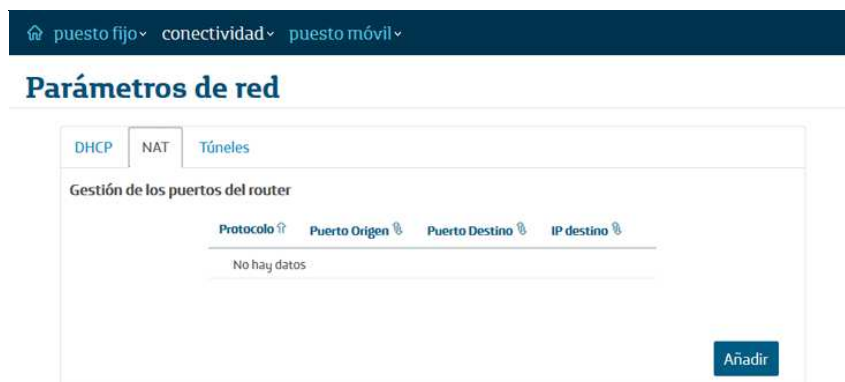 puesto fijo conectividad puesto móvil
Parámetros de red
DHCP NAT Túneles
Gestión de los puertos del router
Protocolo Puerto Origen Puerto Destino IP destino
No hay datos
Añadir